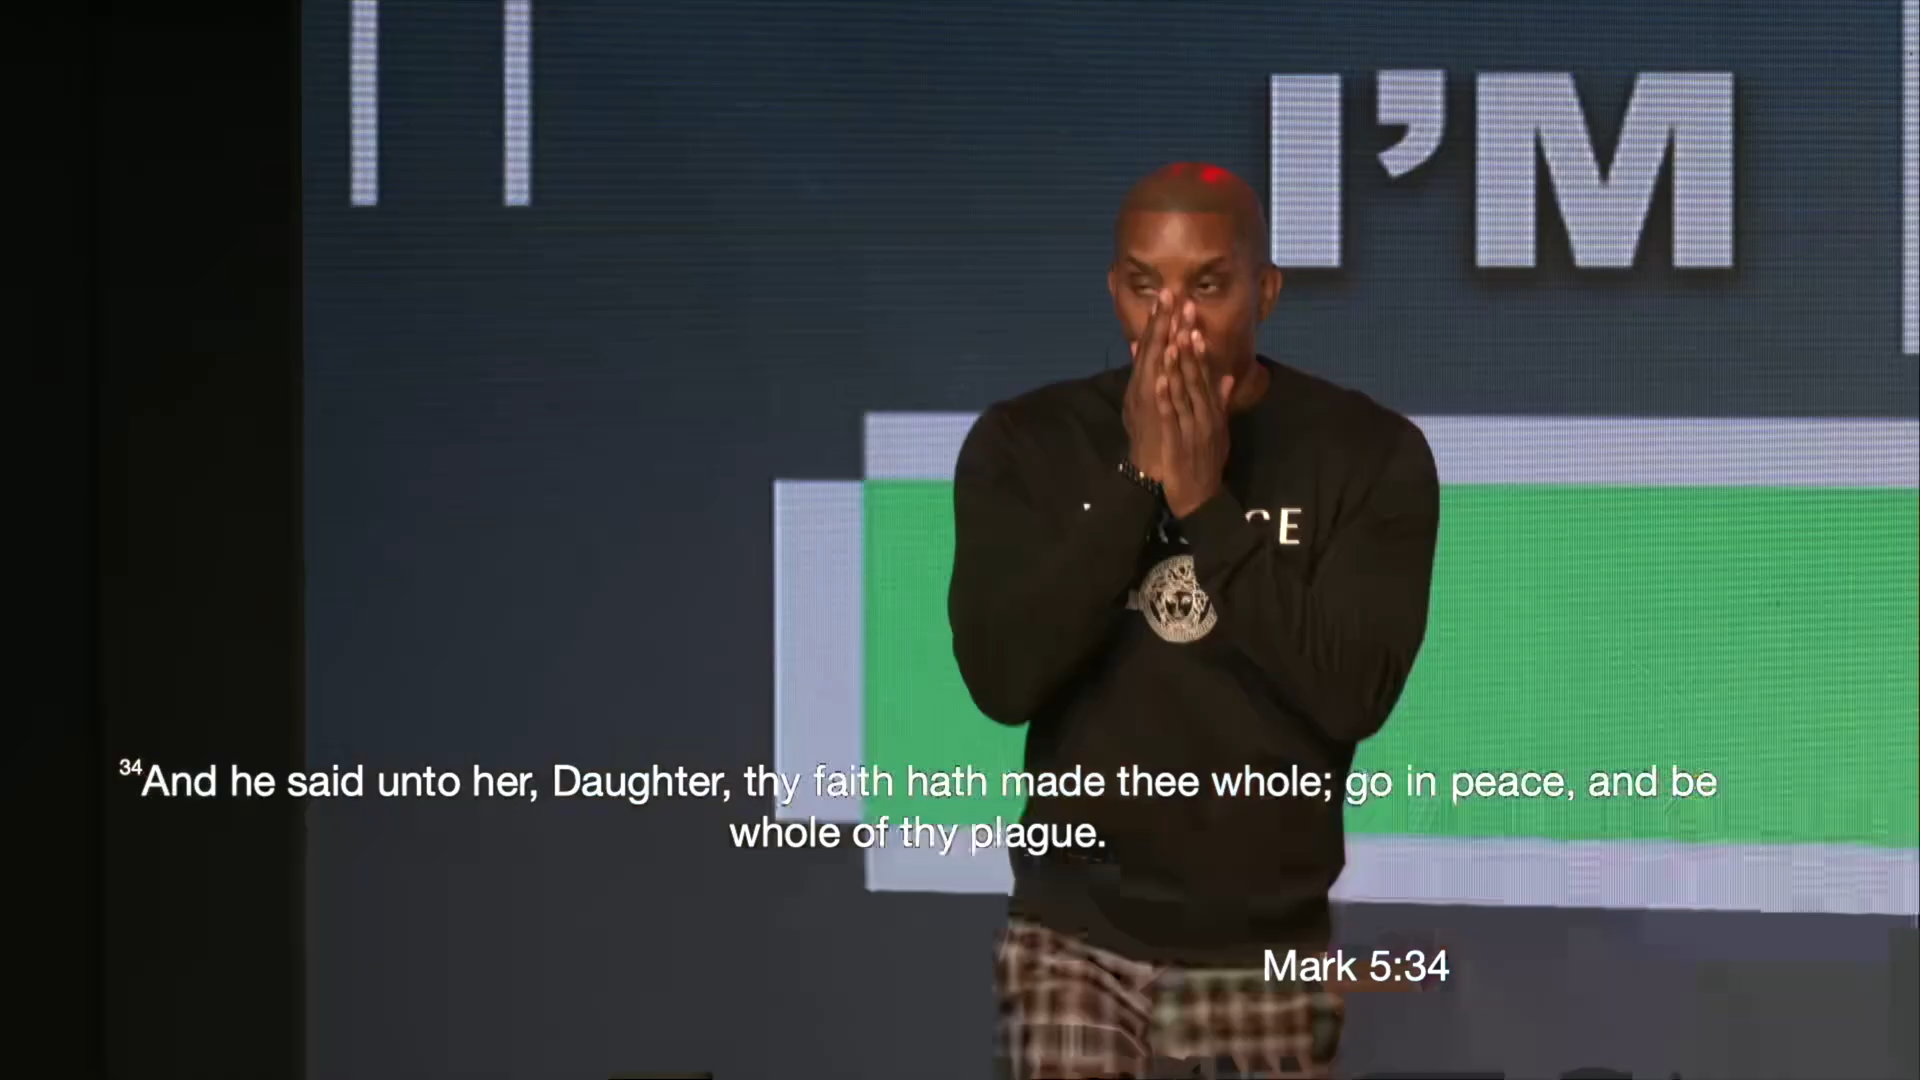 I’M
CE
³⁴And he said unto her, Daughter, thy faith hath made thee whole; go in peace, and be
whole of thy plague.
Mark 5:34